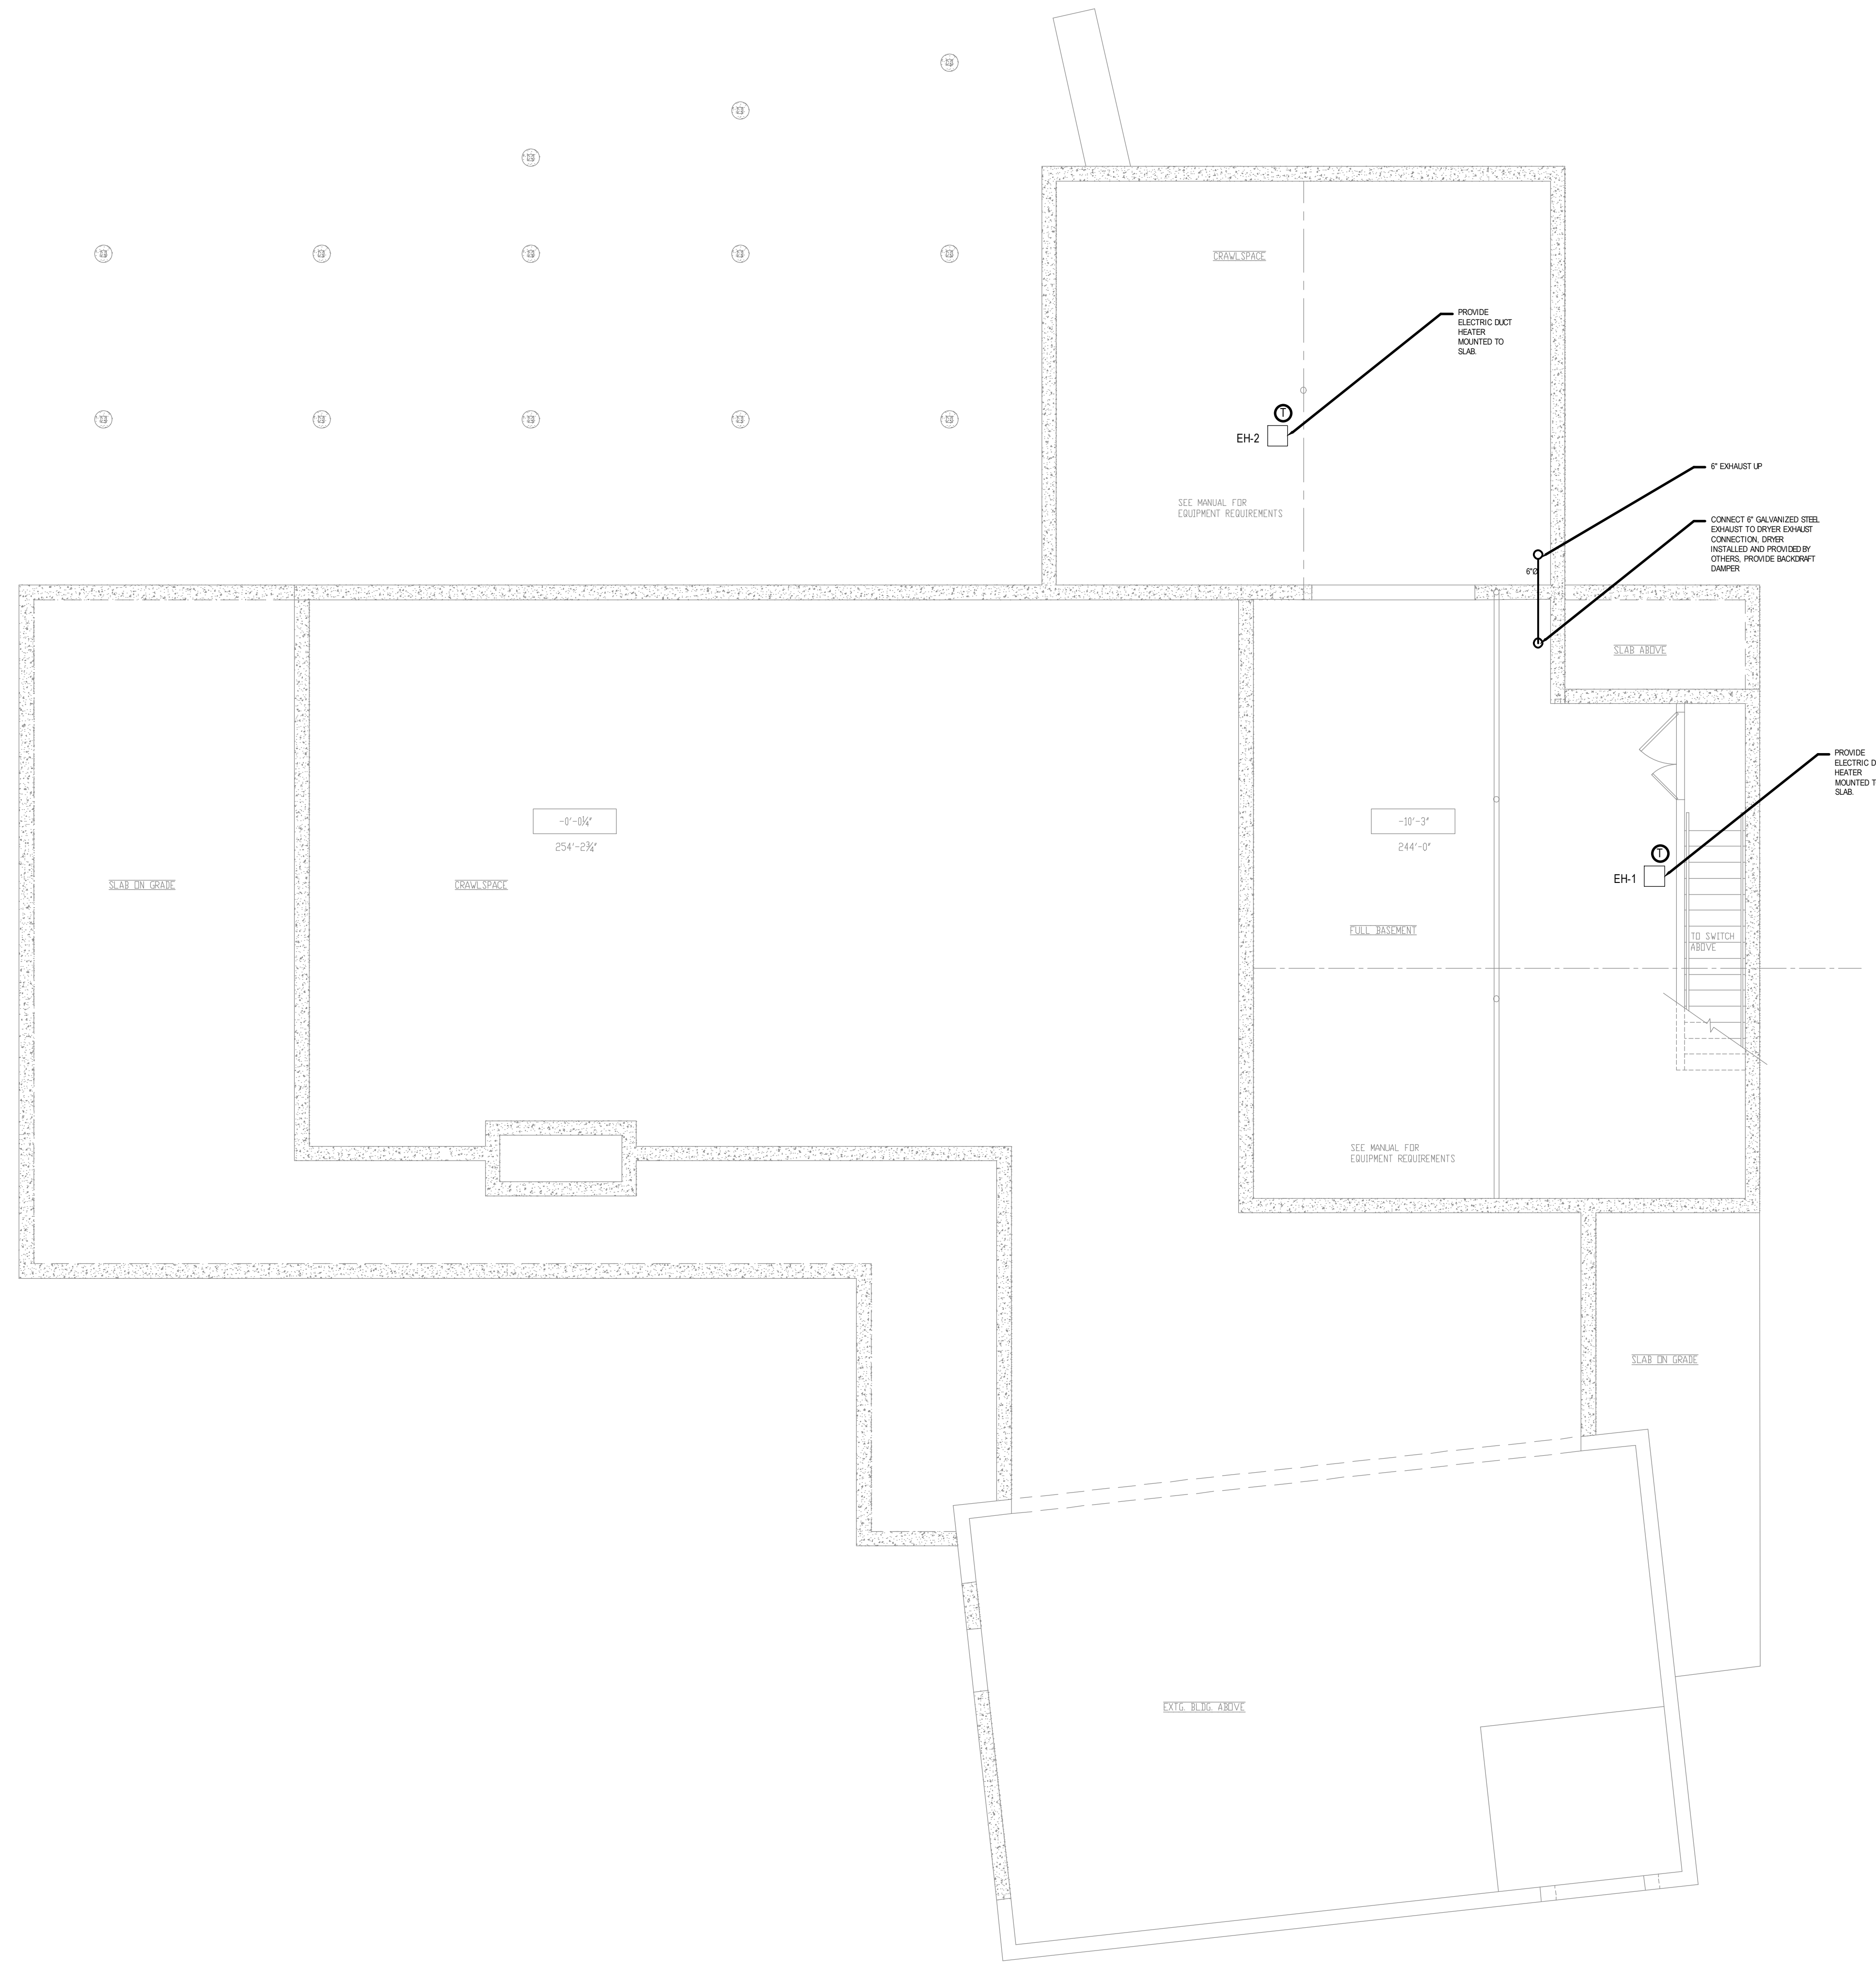 CRAWLSPACE
PROVIDE
ELECTRIC DUCT
HEATER
MOUNTED TO
SLAB.
T
EH-2
SEE MANUAL FOR
EQUIPMENT REQUIREMENTS
6" EXHAUST UP
CONNECT 6" GALVANIZED STEEL
EXHAUST TO DRYER EXHAUST
CONNECTION, DRYER
INSTALLED AND PROVIDED BY
OTHERS, PROVIDE BACKDRAFT
DAMPER
6"Ø
SLAB ABOVE
PROVIDE
ELECTRIC D
HEATER
MOUNTED T
SLAB.
-0'-0¼"
254'-2¾"
-10'-3"
244'-0"
T
EH-1
SLAB ON GRADE
CRAWLSPACE
FULL BASEMENT
TO SWITCH
ABOVE
SEE MANUAL FOR
EQUIPMENT REQUIREMENTS
SLAB ON GRADE
EXTG. BLDG. ABOVE